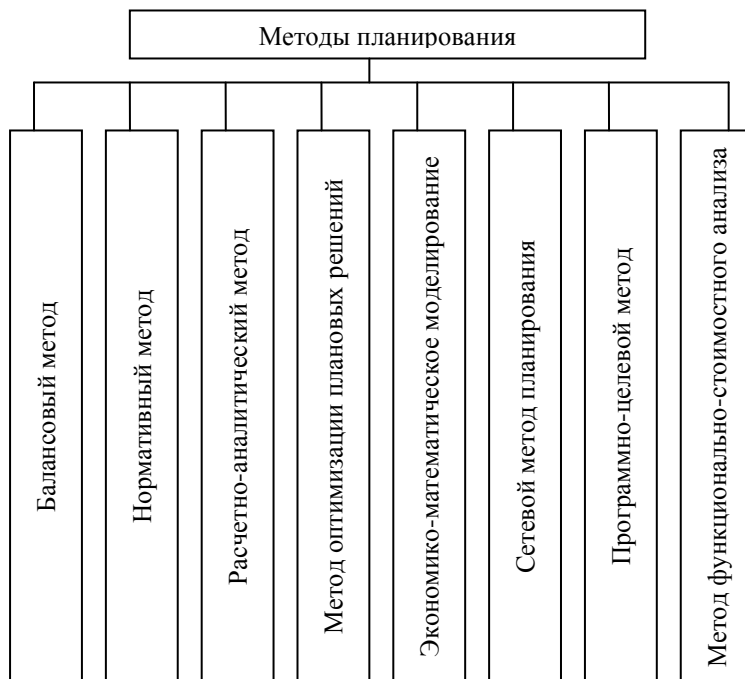 Методы планирования
Балансовый метод
Нормативный метод
Расчетно-аналитический метод
Метод оптимизации плановых решений
Экономико-математическое моделирование
Сетевой метод планирования
Программно-целевой метод
Метод функционально-стоимостного анализа